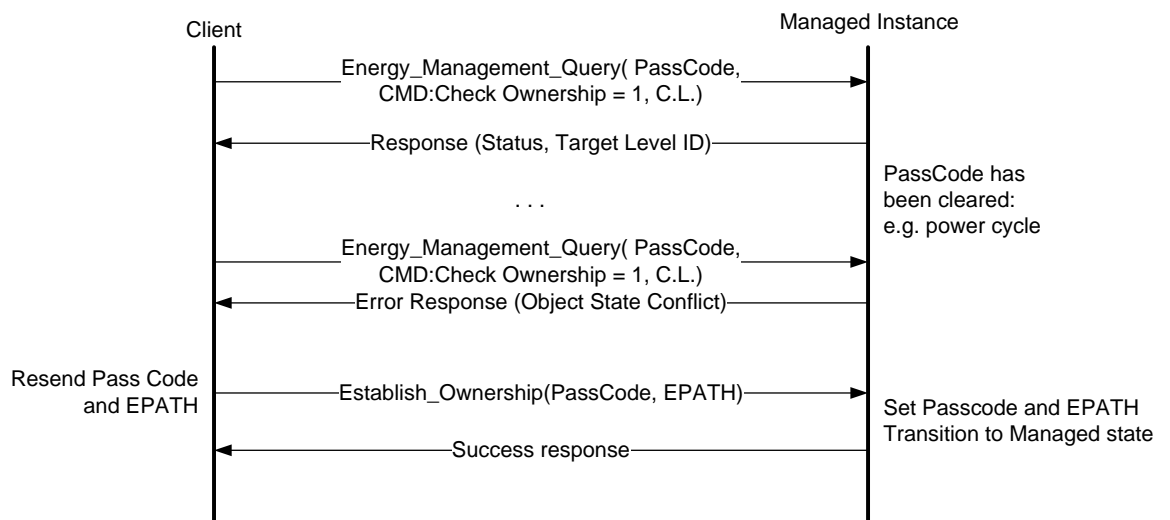 Client
Managed Instance
Energy_Management_Query( PassCode,
CMD:Check Ownership = 1, C.L.)
Response (Status, Target Level ID)
PassCode has
been cleared:
e.g. power cycle
. . .
Energy_Management_Query( PassCode,
CMD:Check Ownership = 1, C.L.)
Error Response (Object State Conflict)
Resend Pass Code
and EPATH
Establish_Ownership(PassCode, EPATH)
Set Passcode and EPATH
Transition to Managed state
Success response